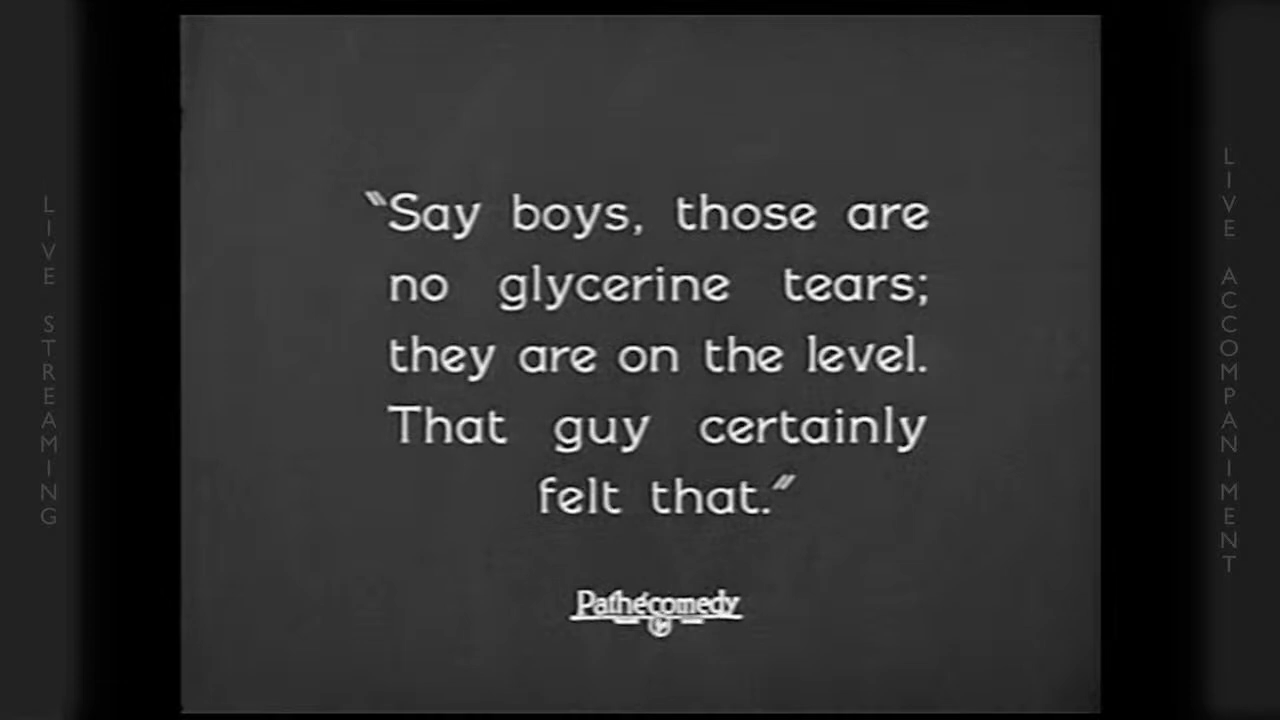 “Say boys, those are
no glycerine tears;
they are on the level.
That guy certainly
felt that.”
Pathécomedy
LIVE STREAMING
LIVE ACCOMPANIMENT